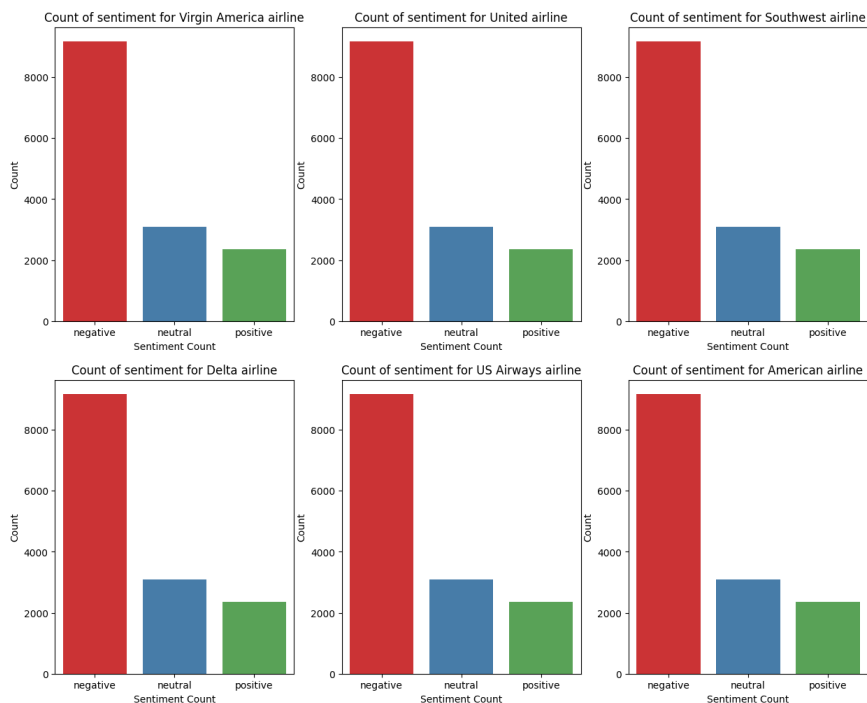 Count of sentiment for Virgin America airline
8000
6000
4000
2000
0
Count
negative neutral positive
Sentiment Count
Count of sentiment for United airline
8000
6000
4000
2000
0
Count
negative neutral positive
Sentiment Count
Count of sentiment for Southwest airline
8000
6000
4000
2000
0
Count
negative neutral positive
Sentiment Count
Count of sentiment for Delta airline
8000
6000
4000
2000
0
Count
negative neutral positive
Sentiment Count
Count of sentiment for US Airways airline
8000
6000
4000
2000
0
Count
negative neutral positive
Sentiment Count
Count of sentiment for American airline
8000
6000
4000
2000
0
Count
negative neutral positive
Sentiment Count